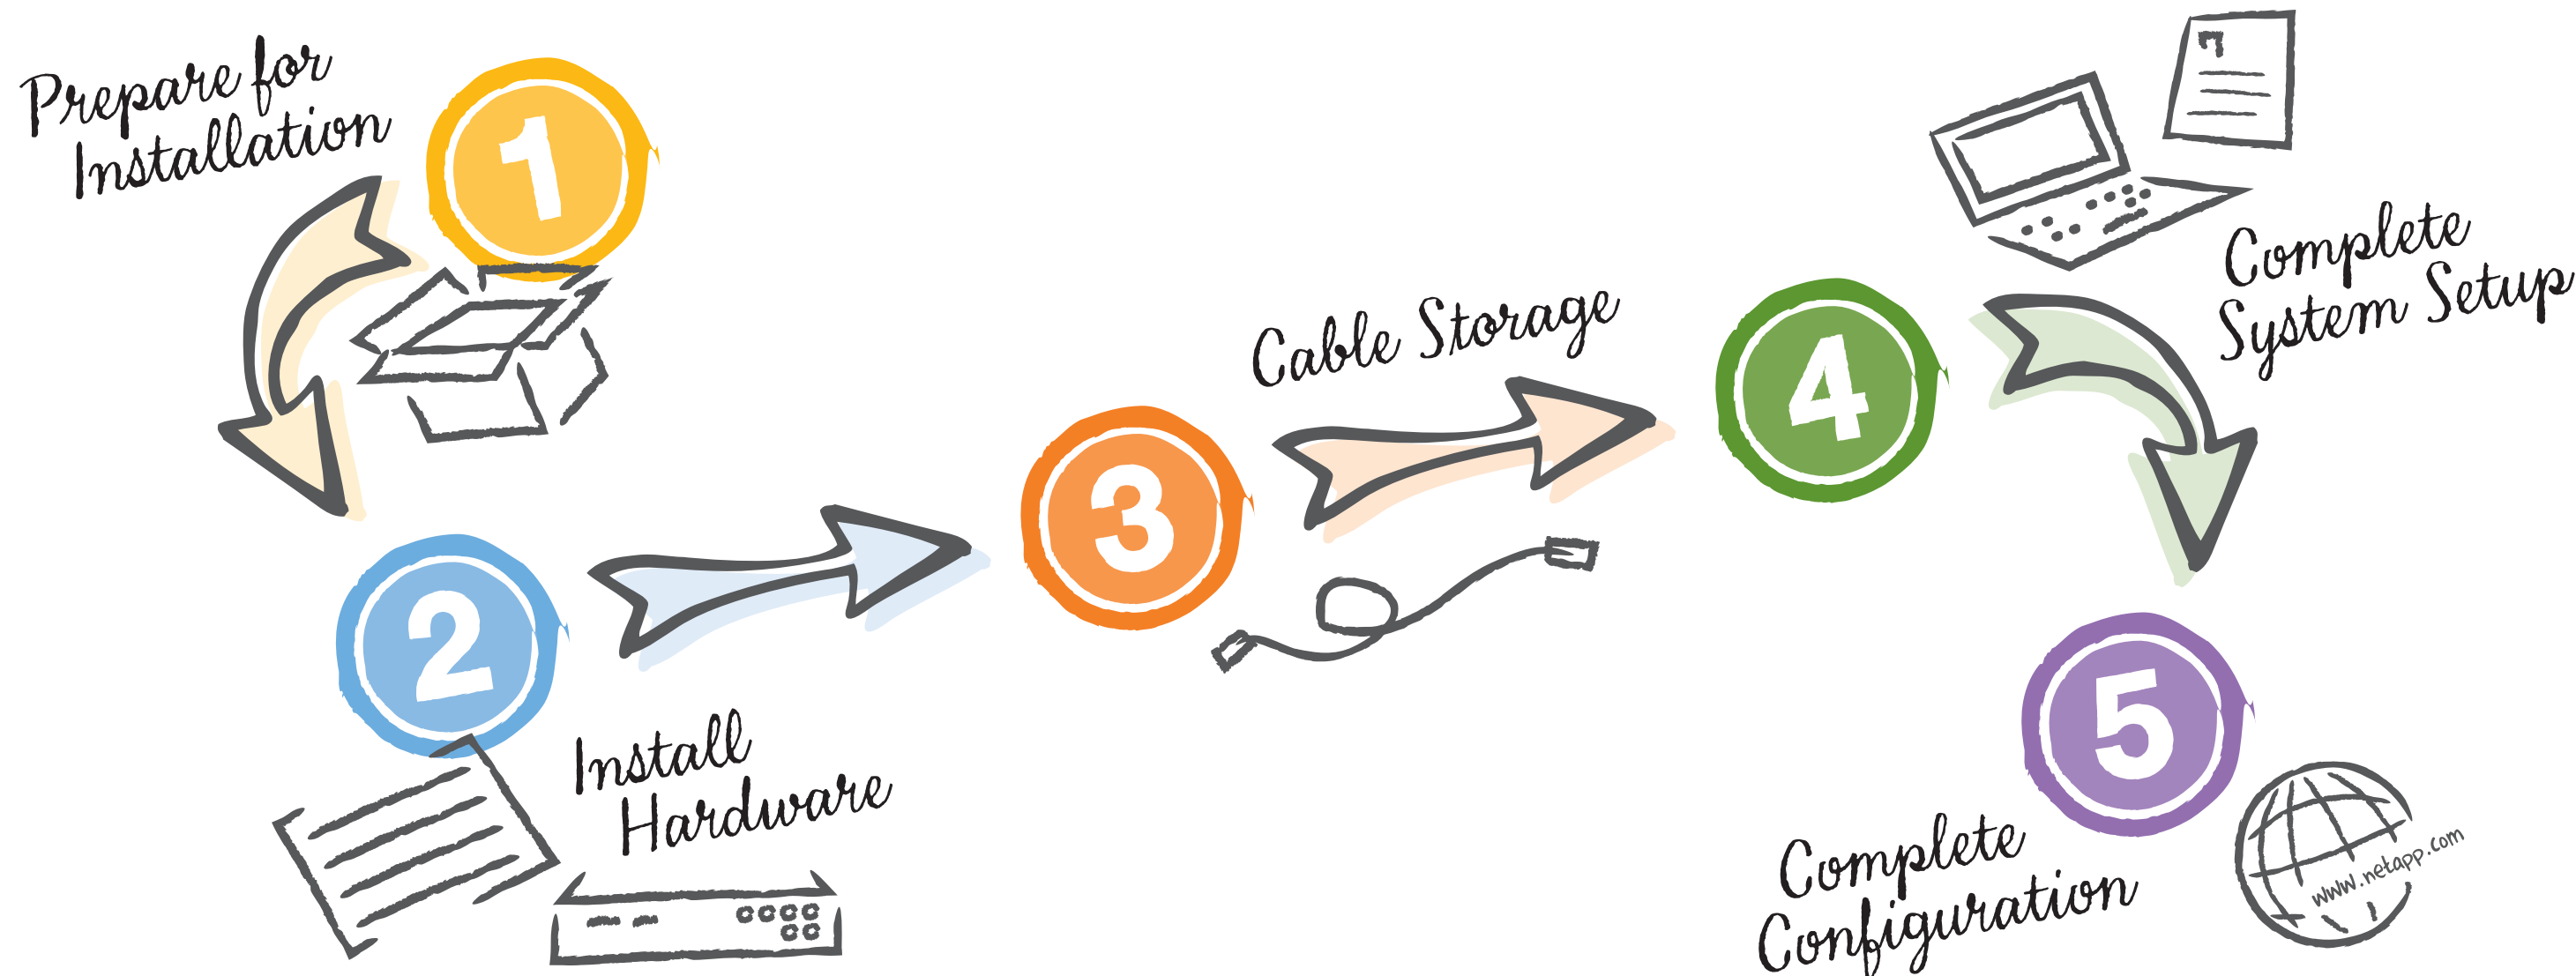 Prepare for
Installation
1
2
Install
Hardware
3
Cable Storage
4
Complete
System Setup
5
Complete
Configuration
www.netapp.com